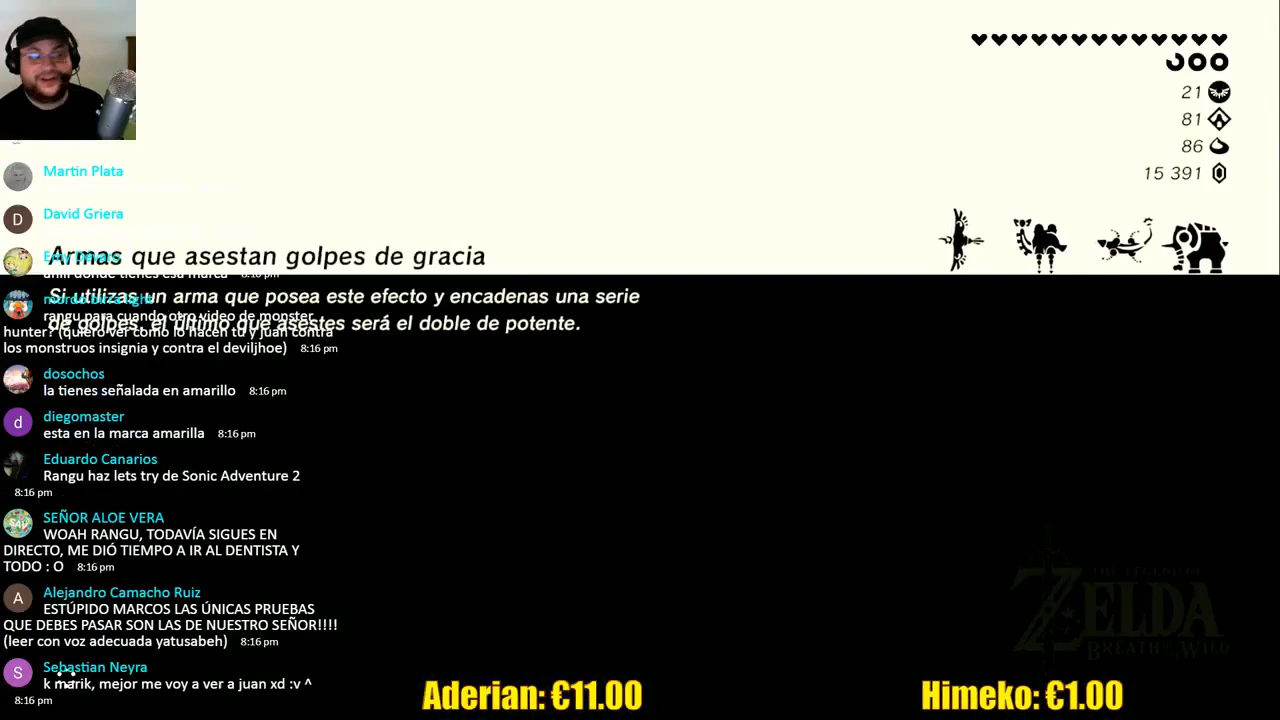 21
81
86
15 391
Martin Plata
D
David Griera
Armas que asestan golpes de gracia
donde tienes esa marca 8:16 pm
Si utilizas un arma que posea este efecto y encadenas una serie
de golpes, el último que asestes será el doble de potente.
rangu para cuando otro video de monster
hunter? (quiero ver como lo hacen tu y juan contra
los monstruos insignia y contra el deviljhoe) 8:16 pm
dosochos
la tienes señalada en amarillo 8:16 pm
d
diegomaster
esta en la marca amarilla 8:16 pm
Eduardo Canarios
Rangu haz lets try de Sonic Adventure 2
8:16 pm
SEÑOR ALOE VERA
WOAH RANGU, TODAVÍA SIGUES EN
DIRECTO, ME DIÓ TIEMPO A IR AL DENTISTA Y
TODO : O 8:16 pm
A
Alejandro Camacho Ruiz
ESTÚPIDO MARCOS LAS ÚNICAS PRUEBAS
QUE DEBES PASAR SON LAS DE NUESTRO SEÑOR!!!!
(leer con voz adecuada yatusabeh) 8:16 pm
S
Sebastian Neyra
k marik, mejor me voy a ver a juan xd :v ^
8:16 pm
THE LEGEND OF
ZELDA
BREATH OF THE WILD
Aderian: €11.00
Himeko: €1.00